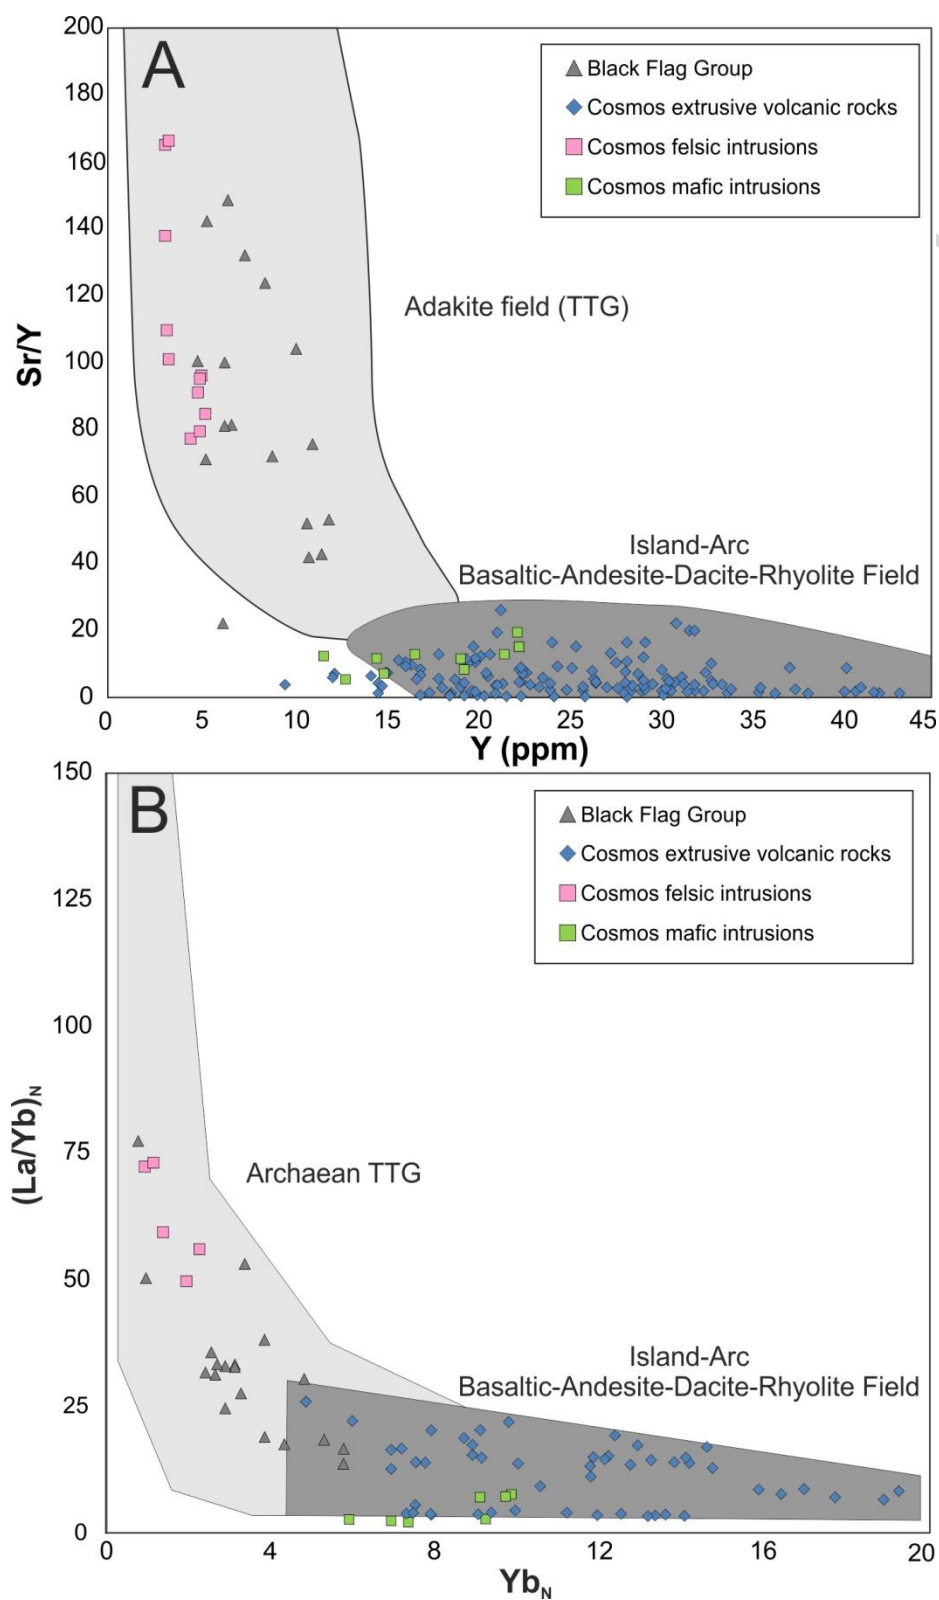 200
180
160
140
120
100
80
60
40
20
0
Sr/Y
A
Black Flag Group
Cosmos extrusive volcanic rocks
Cosmos felsic intrusions
Cosmos mafic intrusions
Adakite field (TTG)
Island-Arc
Basaltic-Andesite-Dacite-Rhyolite Field
0 5 10 15 20 25 30 35 40 45
Y (ppm)
150
125
100
75
50
25
0
(La/Yb)N
B
Black Flag Group
Cosmos extrusive volcanic rocks
Cosmos felsic intrusions
Cosmos mafic intrusions
Archaean TTG
Island-Arc
Basaltic-Andesite-Dacite-Rhyolite Field
0 4 8 12 16 20
YbN